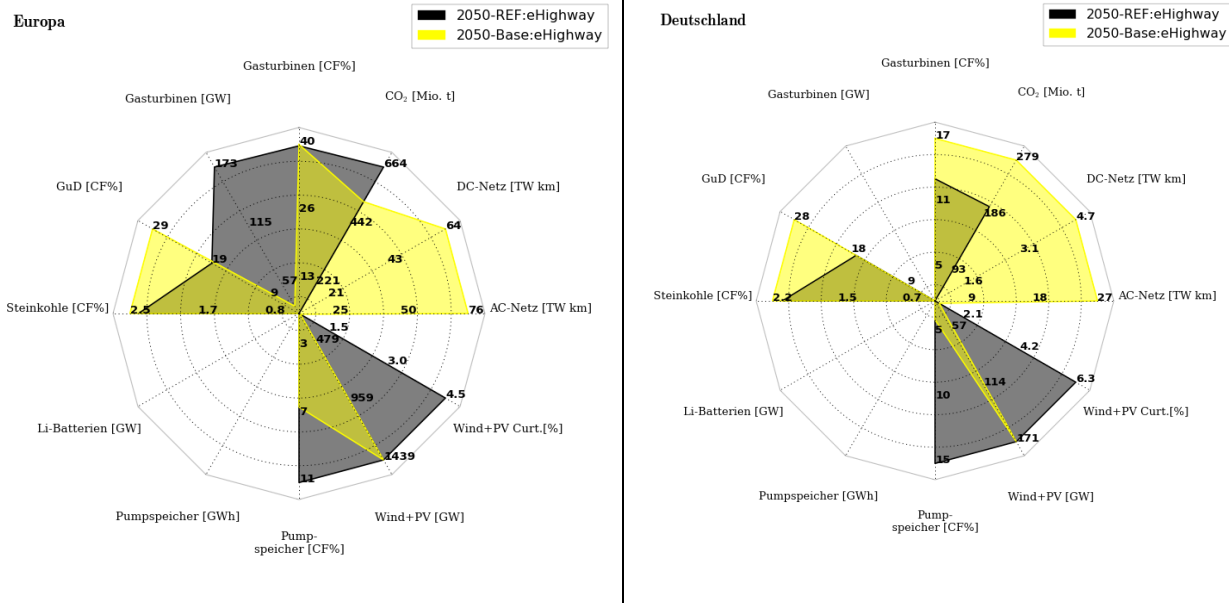 Europa
2050-REF:eHighway
2050-Base:eHighway
Gasturbinen [CF%]
CO₂ [Mio. t]
Gasturbinen [GW]
40
173
664
DC-Netz [TW km]
GuD [CF%]
26
115
442
29
64
19
43
13
57
221
9
21
Steinkohle [CF%]
2.5
1.7
0.8
25
50
76
AC-Netz [TW km]
1.5
3
479
3.0
4.5
959
7
Li-Batterien [GW]
Wind+PV Curt.[%]
1439
11
Pumpspeicher [GWh]
Wind+PV [GW]
Pump-
speicher [CF%]
Deutschland
2050-REF:eHighway
2050-Base:eHighway
Gasturbinen [CF%]
CO₂ [Mio. t]
Gasturbinen [GW]
17
279
GuD [CF%]
DC-Netz [TW km]
11
186
28
4.7
18
3.1
5
93
9
1.6
Steinkohle [CF%]
2.2
1.5
0.7
9
18
27
AC-Netz [TW km]
2.1
5
57
4.2
6.3
114
10
Li-Batterien [GW]
Wind+PV Curt.[%]
171
15
Pumpspeicher [GWh]
Wind+PV [GW]
Pump-
speicher [CF%]